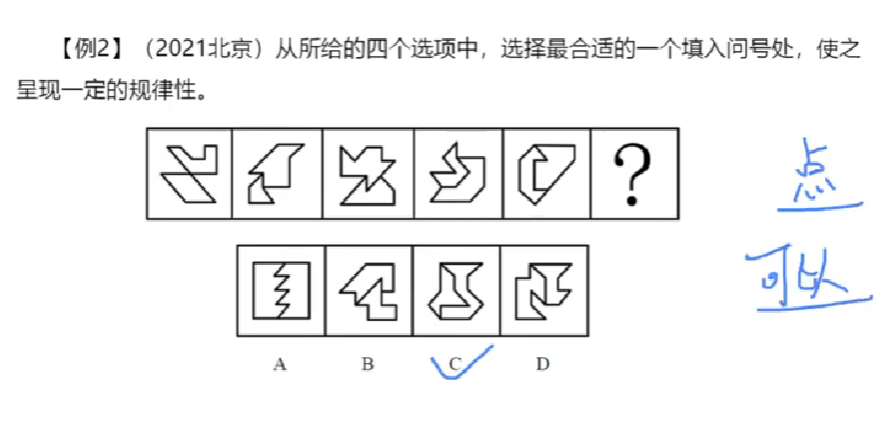 【例2】（2021北京）从所给的四个选项中，选择最合适的一个填入问号处，使之
呈现一定的规律性。
?
点
可以
A B C D